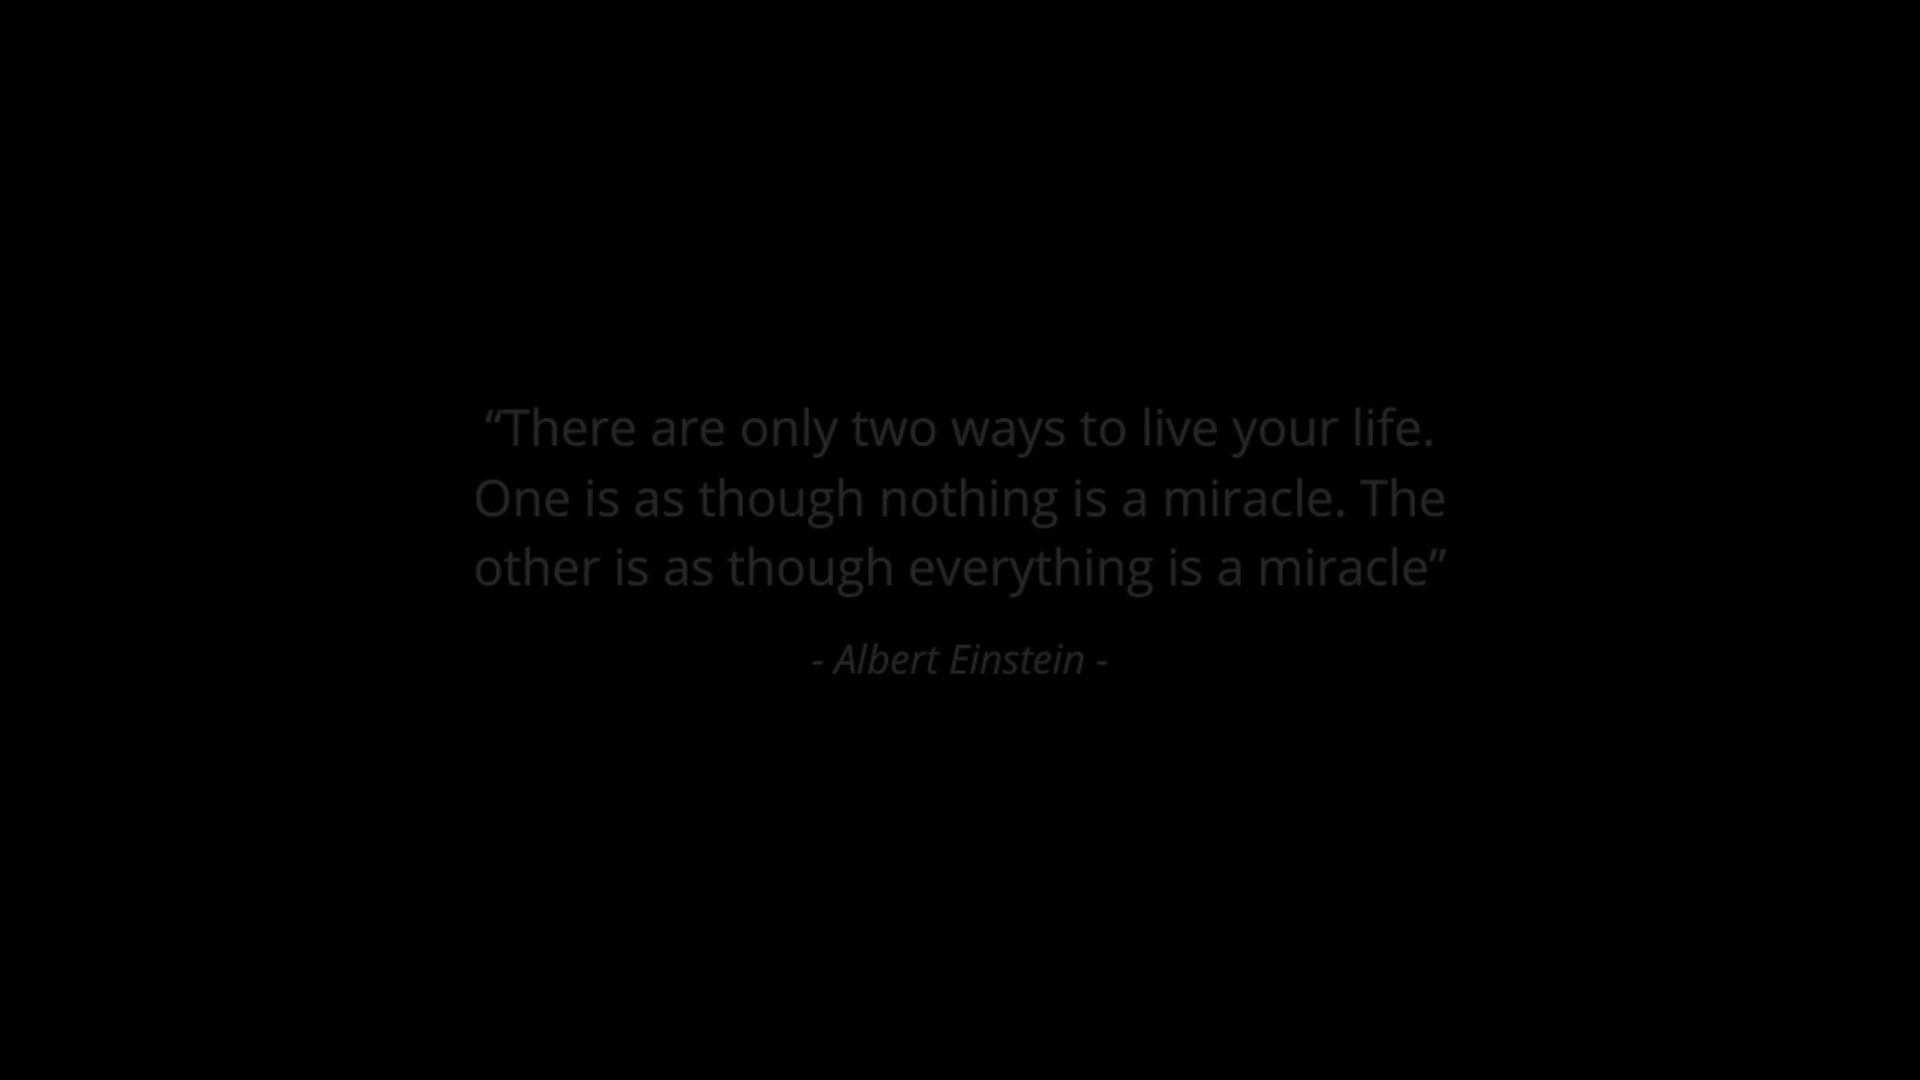 “There are only two ways to live your life.
One is as though nothing is a miracle. The
other is as though everything is a miracle”
- Albert Einstein -